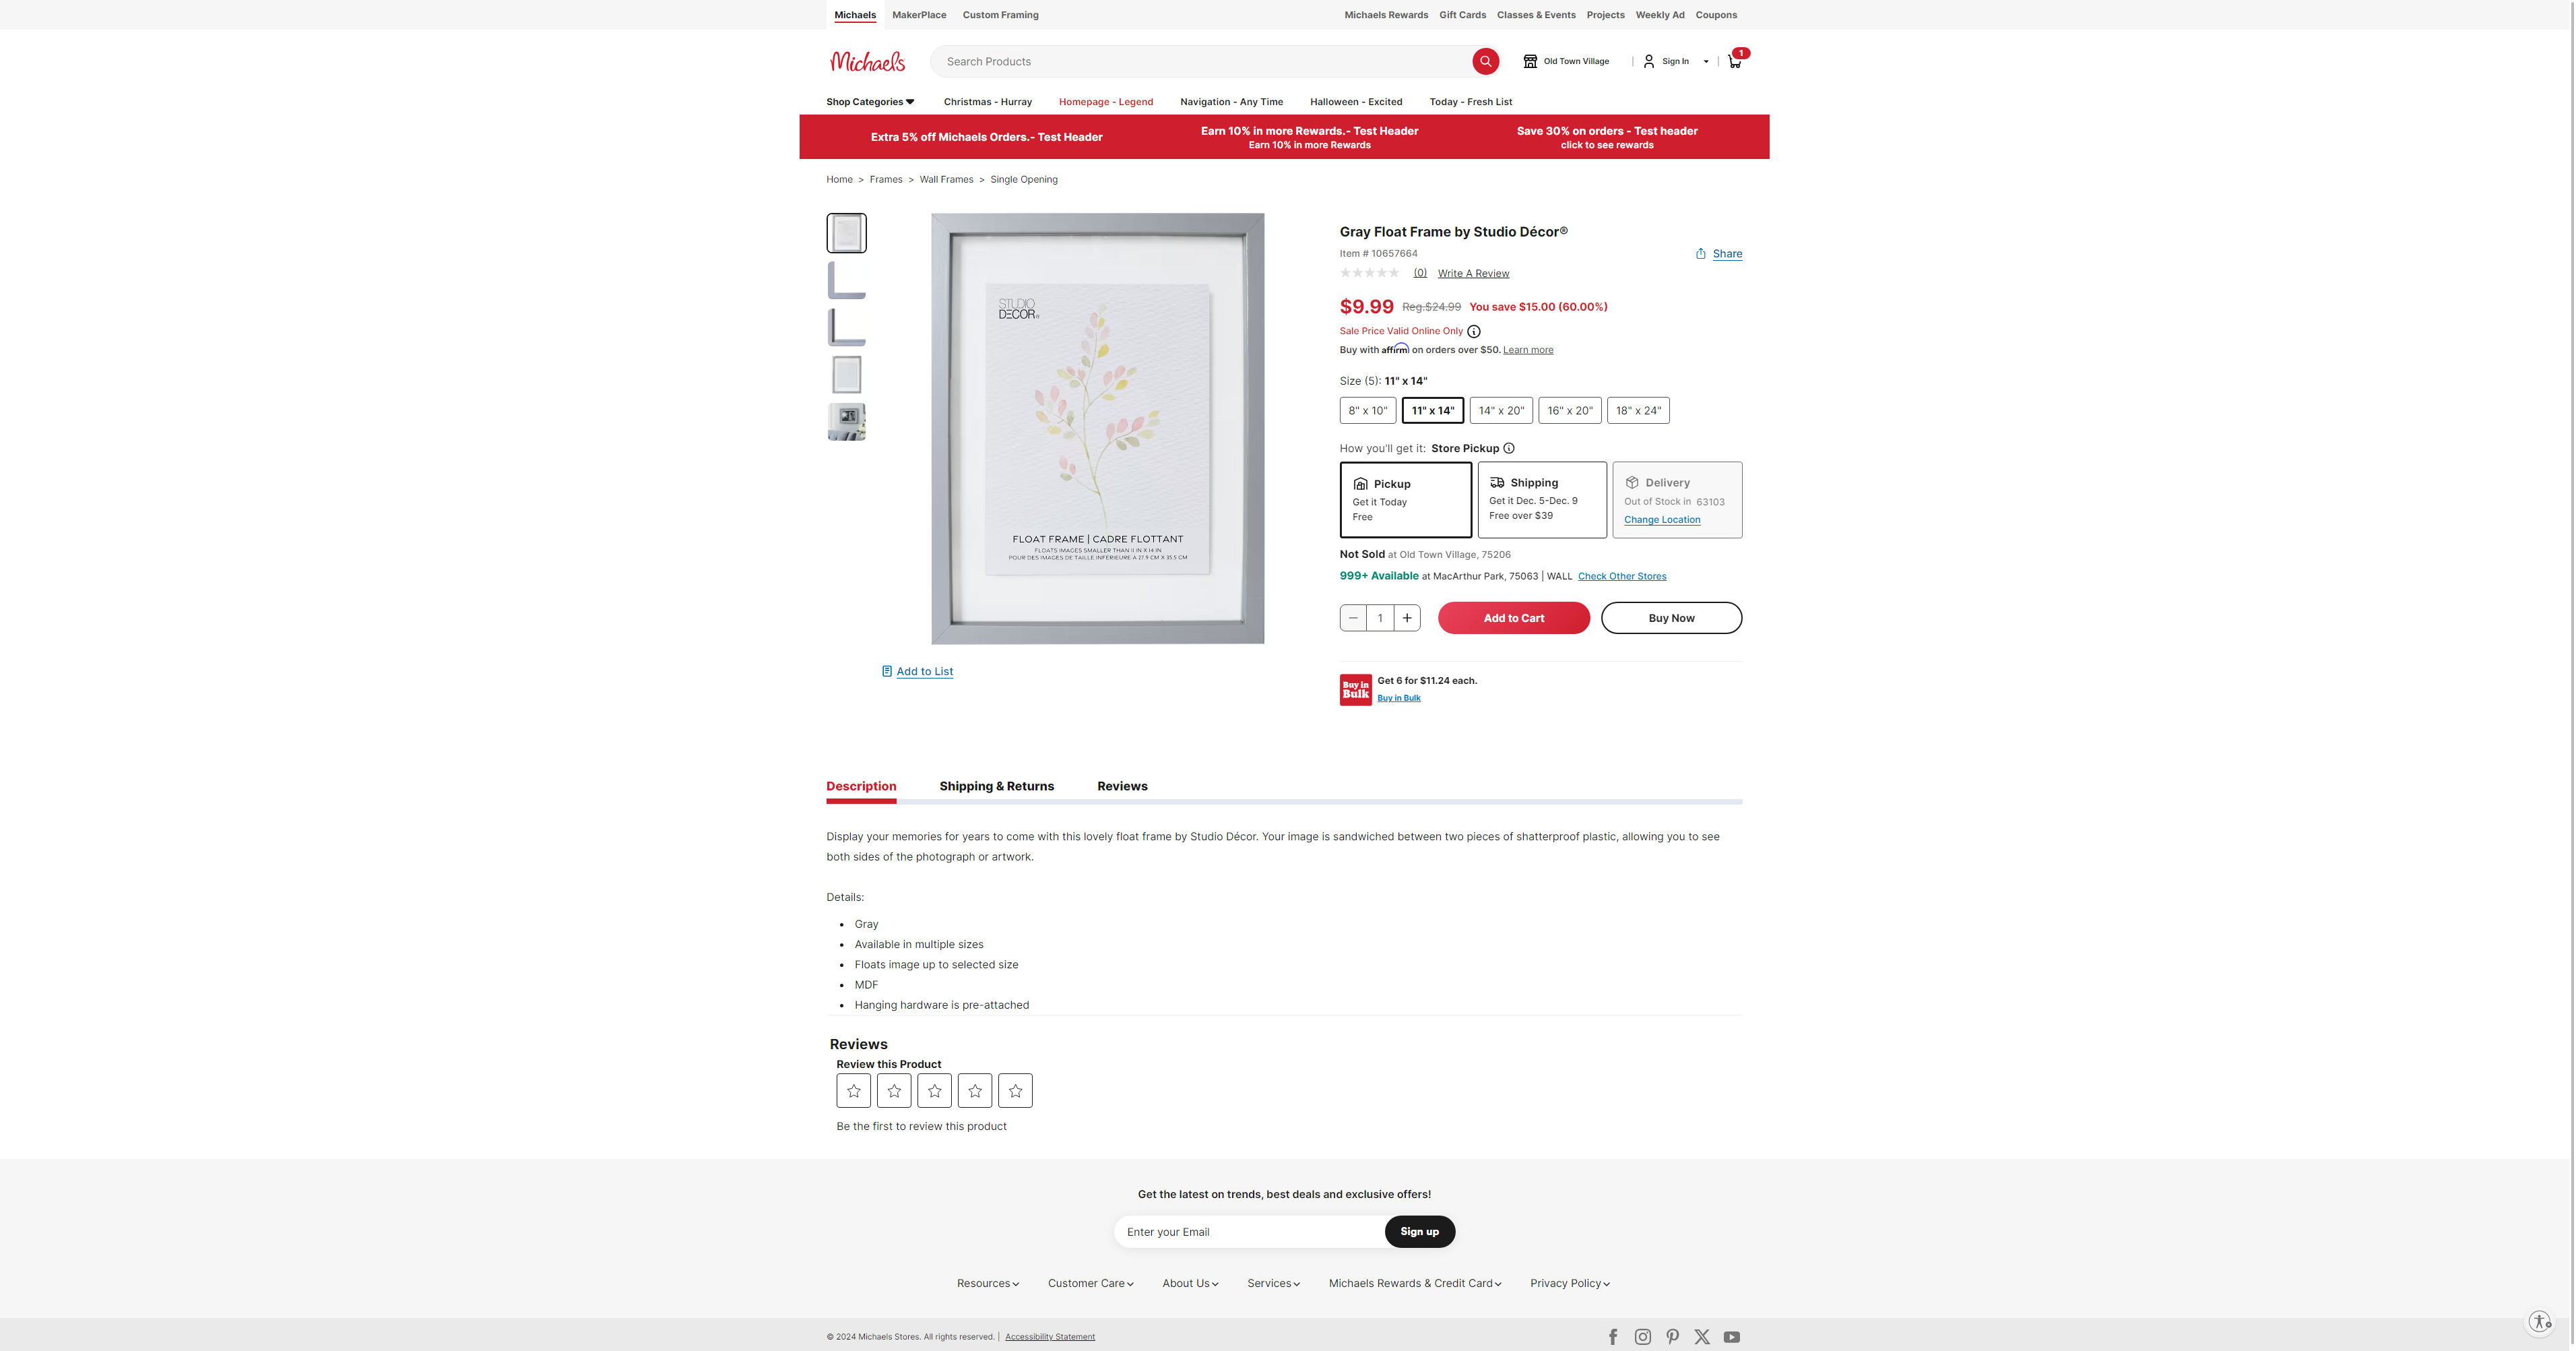 Michaels MakerPlace Custom Framing
Michaels Rewards Gift Cards Classes & Events Projects Weekly Ad Coupons
Michaels
Search Products
Old Town Village | Sign In | 1
Shop Categories Christmas - Hurray Homepage - Legend Navigation - Any Time Halloween - Excited Today - Fresh List
Extra 5% off Michaels Orders.- Test Header
Earn 10% in more Rewards.- Test Header
Earn 10% in more Rewards
Save 30% on orders - Test header
click to see rewards
Home > Frames > Wall Frames > Single Opening
STUDIO
DECOR®
FLOAT FRAME | CADRE FLOTTANT
FLOATS IMAGES SMALLER THAN 11 IN X 14 IN
POUR DES IMAGES DE TAILLE INFÉRIEURE À 27.9 CM X 35.5 CM
Add to List
Gray Float Frame by Studio Décor®
Item # 10657664
Share
(0) Write A Review
$9.99 Reg.$24.99 You save $15.00 (60.00%)
Sale Price Valid Online Only
Buy with affirm on orders over $50. Learn more
Size (5): 11" x 14"
8" x 10" 11" x 14" 14" x 20" 16" x 20" 18" x 24"
How you'll get it: Store Pickup
Pickup
Get it Today
Free
Shipping
Get it Dec. 5-Dec. 9
Free over $39
Delivery
Out of Stock in 63103
Change Location
Not Sold at Old Town Village, 75206
999+ Available at MacArthur Park, 75063 | WALL Check Other Stores
1
Add to Cart
Buy Now
Buy in
Bulk
Get 6 for $11.24 each.
Buy in Bulk
Description Shipping & Returns Reviews
Display your memories for years to come with this lovely float frame by Studio Décor. Your image is sandwiched between two pieces of shatterproof plastic, allowing you to see
both sides of the photograph or artwork.
Details:
• Gray
• Available in multiple sizes
• Floats image up to selected size
• MDF
• Hanging hardware is pre-attached
Reviews
Review this Product
Be the first to review this product
Get the latest on trends, best deals and exclusive offers!
Enter your Email
Sign up
Resources Customer Care About Us Services Michaels Rewards & Credit Card Privacy Policy
© 2024 Michaels Stores. All rights reserved. | Accessibility Statement